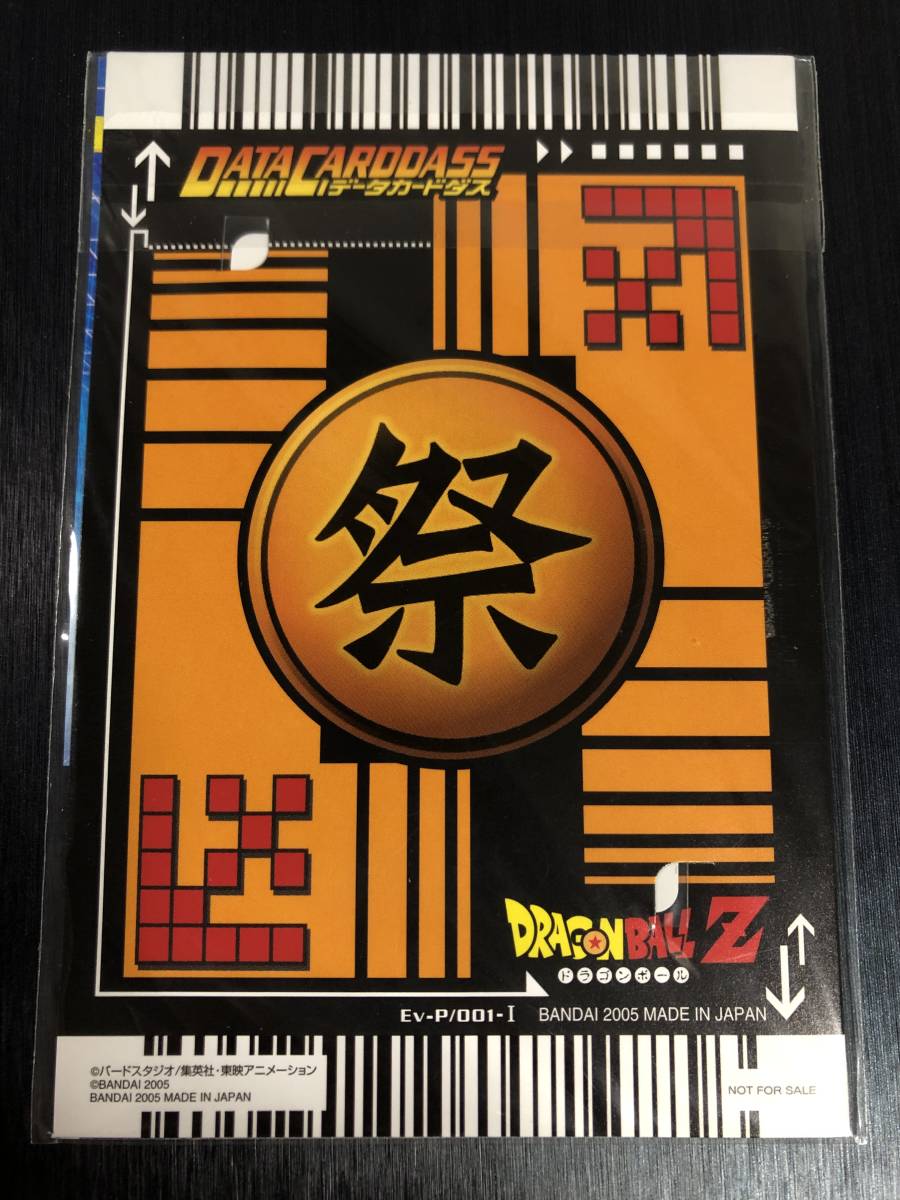 DATACARDDASS
データカードダス
祭
DRAGON BALL Z
ドラゴンボール
Ev-P/001-I BANDAI 2005 MADE IN JAPAN
©バードスタジオ/集英社・東映アニメーション
©BANDAI 2005
BANDAI 2005 MADE IN JAPAN
NOT FOR SALE